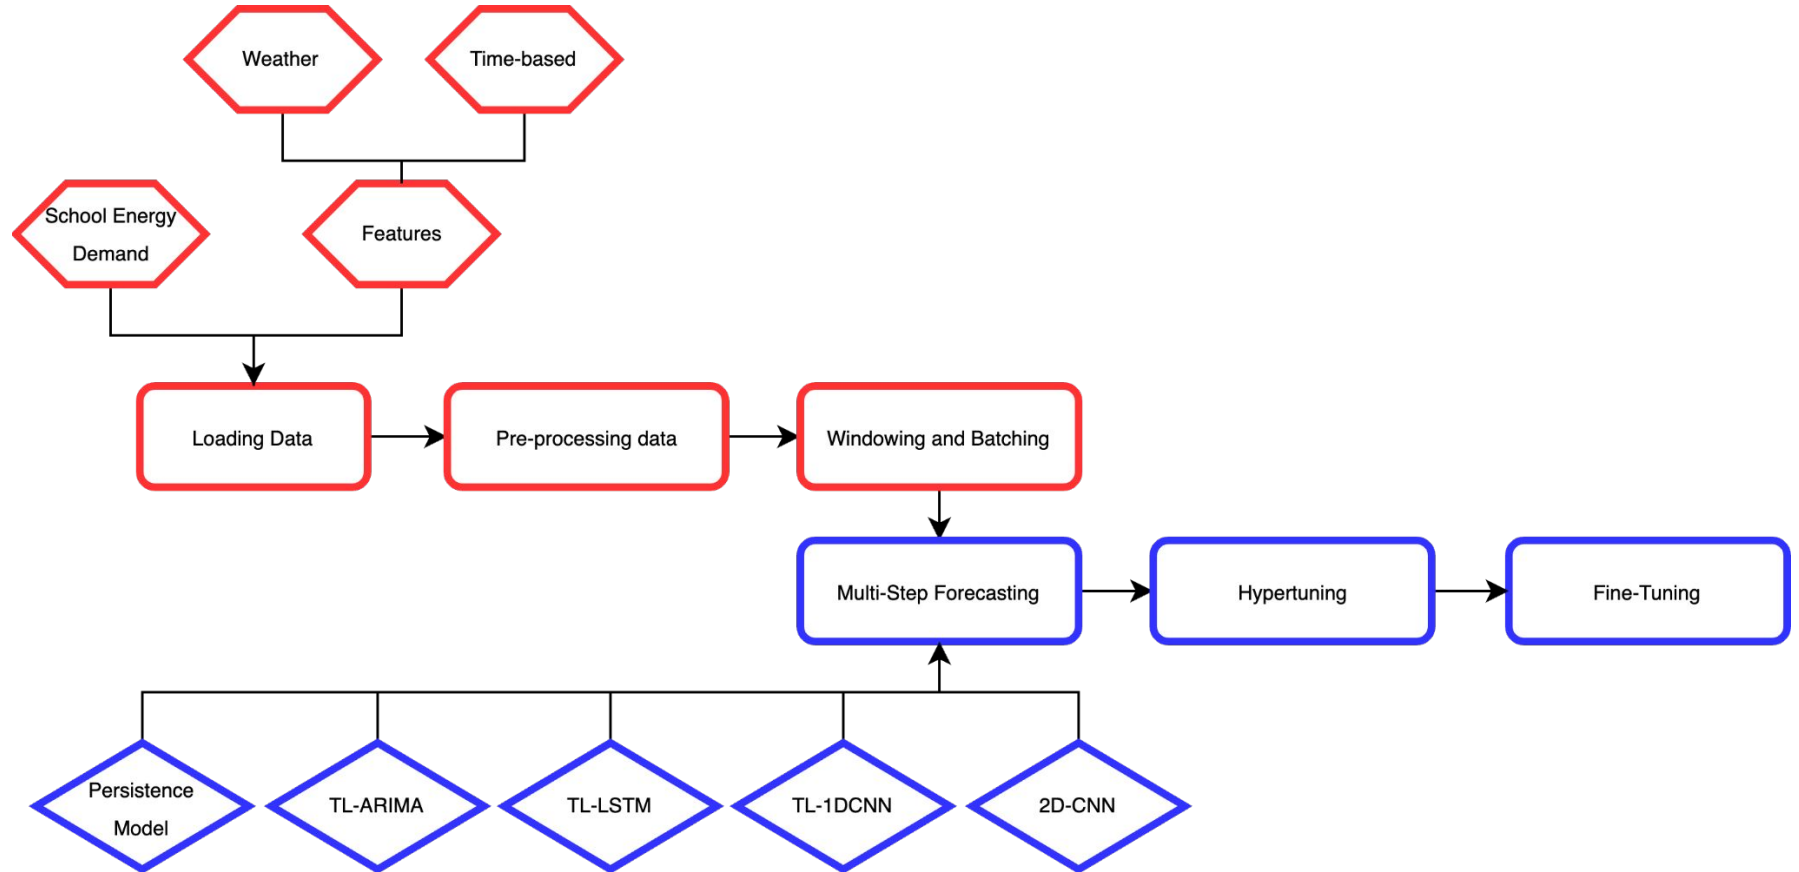 Weather
Time-based
School Energy
Demand
Features
Loading Data
Pre-processing data
Windowing and Batching
Multi-Step Forecasting
Hypertuning
Fine-Tuning
Persistence
Model
TL-ARIMA
TL-LSTM
TL-1DCNN
2D-CNN